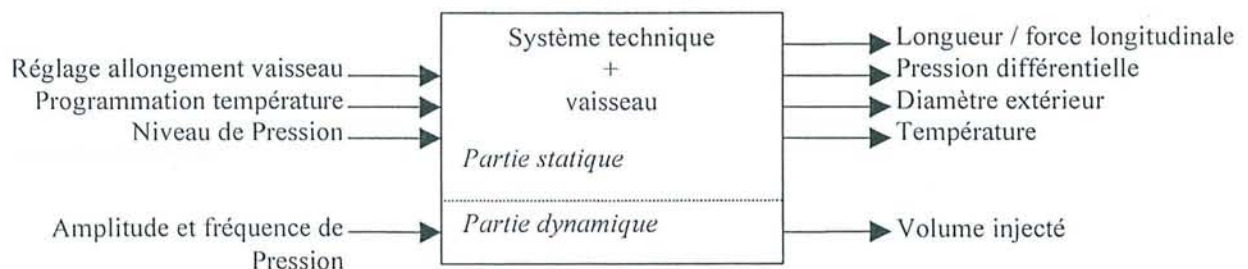 Réglage allongement vaisseau
Programmation température
Niveau de Pression
Amplitude et fréquence de
Pression
Système technique
+
vaisseau
Partie statique
Partie dynamique
Longueur / force longitudinale
Pression différentielle
Diamètre extérieur
Température
Volume injecté